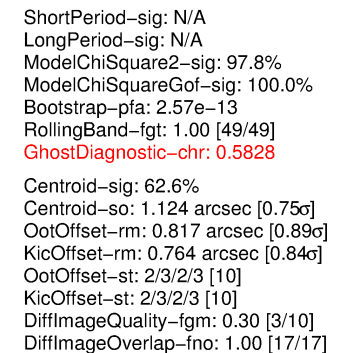 ShortPeriod−sig: N/A
LongPeriod−sig: N/A
ModelChiSquare2−sig: 97.8%
ModelChiSquareGof−sig: 100.0%
Bootstrap−pfa: 2.57e−13
RollingBand−fgt: 1.00 [49/49]
GhostDiagnostic−chr: 0.5828
Centroid−sig: 62.6%
Centroid−so: 1.124 arcsec [0.75σ]
OotOffset−rm: 0.817 arcsec [0.89σ]
KicOffset−rm: 0.764 arcsec [0.84σ]
OotOffset−st: 2/3/2/3 [10]
KicOffset−st: 2/3/2/3 [10]
DiffImageQuality−fgm: 0.30 [3/10]
DiffImageOverlap−fno: 1.00 [17/17]